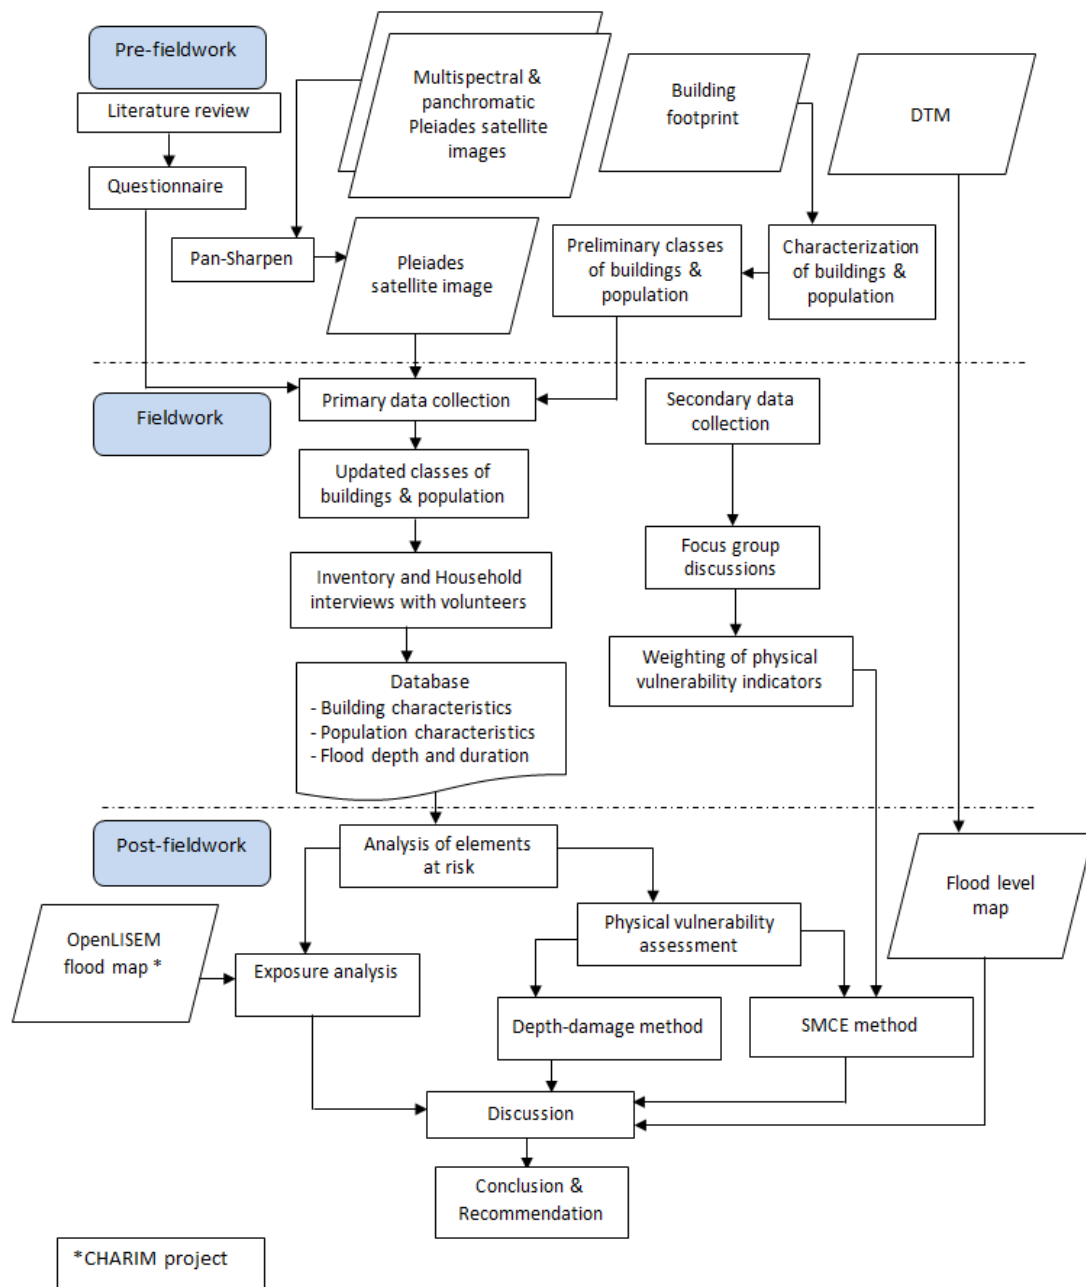 Pre-fieldwork
Literature review
Questionnaire
Multispectral &
panchromatic
Pleiades satellite
images
Building
footprint
DTM
Pan-Sharpen
Pleiades
satellite image
Preliminary classes
of buildings &
population
Characterization
of buildings &
population
Fieldwork
Primary data collection
Secondary data
collection
Updated classes of
buildings & population
Focus group
discussions
Inventory and Household
interviews with volunteers
Weighting of physical
vulnerability indicators
Database
- Building characteristics
- Population characteristics
- Flood depth and duration
Post-fieldwork
Analysis of elements
at risk
Flood level
map
OpenLISEM
flood map *
Exposure analysis
Physical vulnerability
assessment
Depth-damage method
SMCE method
Discussion
Conclusion &
Recommendation
*CHARIM project